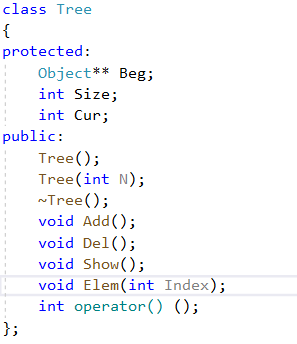 class Tree
{
protected:
    Object** Beg;
    int Size;
    int Cur;
public:
    Tree();
    Tree(int N);
    ~Tree();
    void Add();
    void Del();
    void Show();
    void Elem(int Index);
    int operator() ();
};